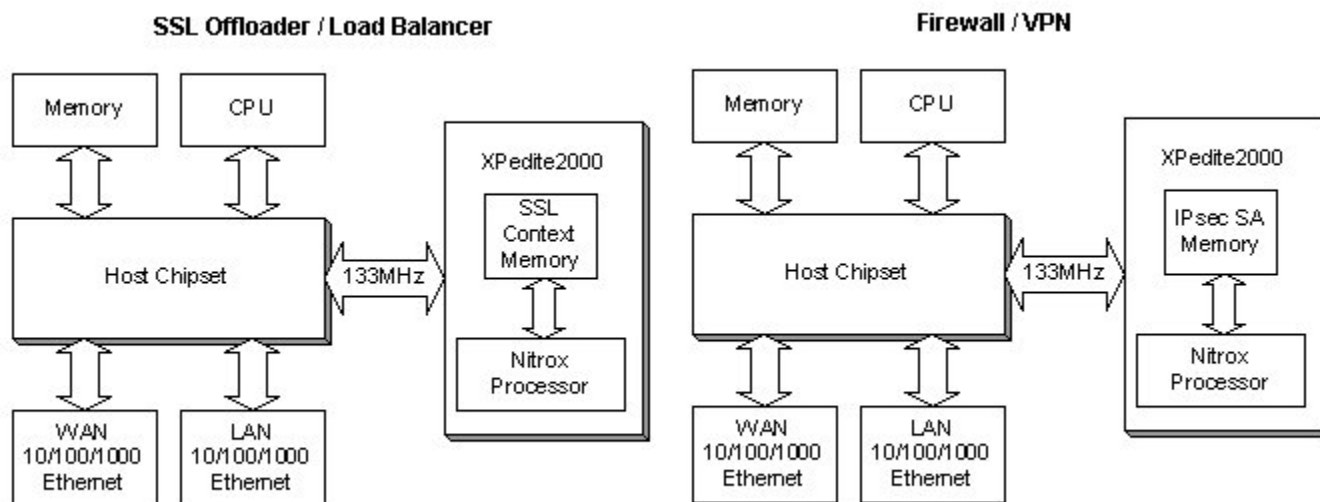 SSL Offloader / Load Balancer
Memory
CPU
XPedite2000
SSL
Context
Memory
Host Chipset
133MHz
Nitrox
Processor
WAN
10/100/1000
Ethernet
LAN
10/100/1000
Ethernet
Firewall / VPN
Memory
CPU
XPedite2000
IPsec SA
Memory
Host Chipset
133MHz
Nitrox
Processor
WAN
10/100/1000
Ethernet
LAN
10/100/1000
Ethernet